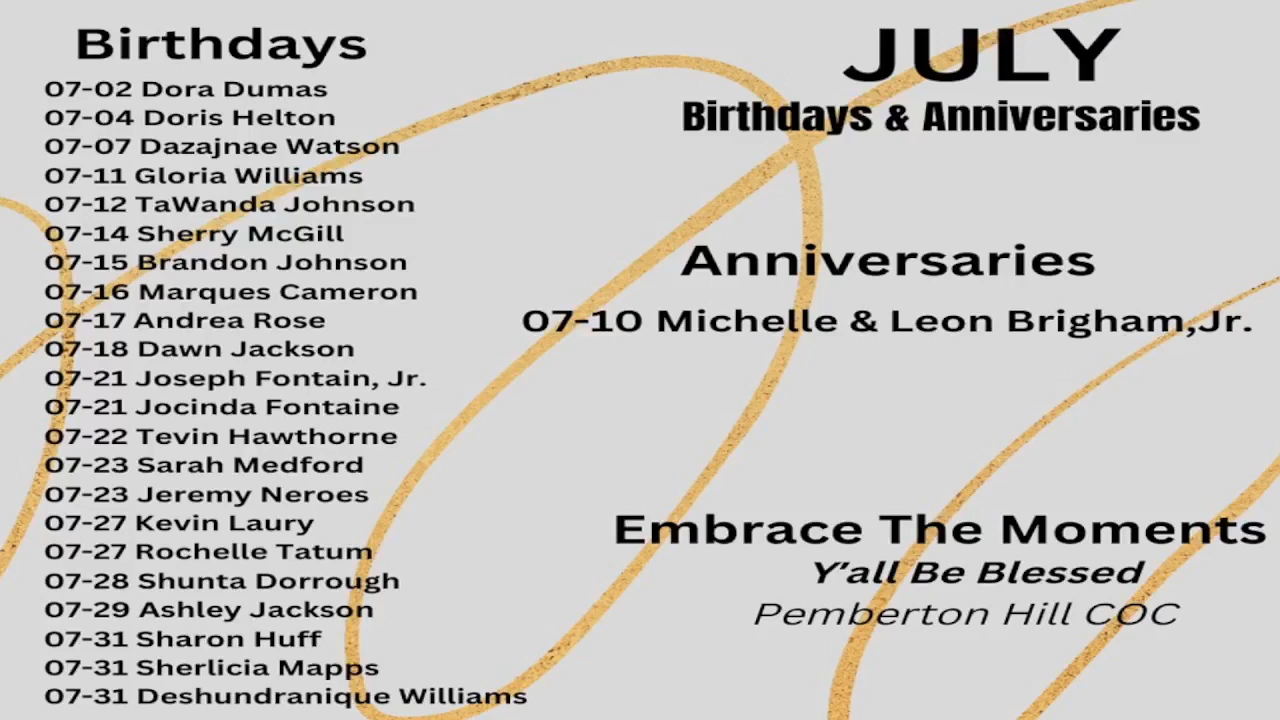 Birthdays
07-02 Dora Dumas
07-04 Doris Helton
07-07 Dazajnae Watson
07-11 Gloria Williams
07-12 TaWanda Johnson
07-14 Sherry McGill
07-15 Brandon Johnson
07-16 Marques Cameron
07-17 Andrea Rose
07-18 Dawn Jackson
07-21 Joseph Fontain, Jr.
07-21 Jocinda Fontaine
07-22 Tevin Hawthorne
07-23 Sarah Medford
07-23 Jeremy Neroes
07-27 Kevin Laury
07-27 Rochelle Tatum
07-28 Shunta Dorrough
07-29 Ashley Jackson
07-31 Sharon Huff
07-31 Sherlicia Mapps
07-31 Deshundranique Williams
JULY
Birthdays & Anniversaries
Anniversaries
07-10 Michelle & Leon Brigham,Jr.
Embrace The Moments
Y'all Be Blessed
Pemberton Hill COC